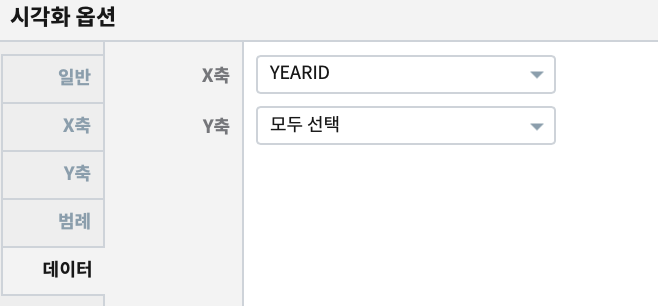 시각화 옵션
일반
X축
Y축
범례
데이터
X축 YEARID
Y축 모두 선택